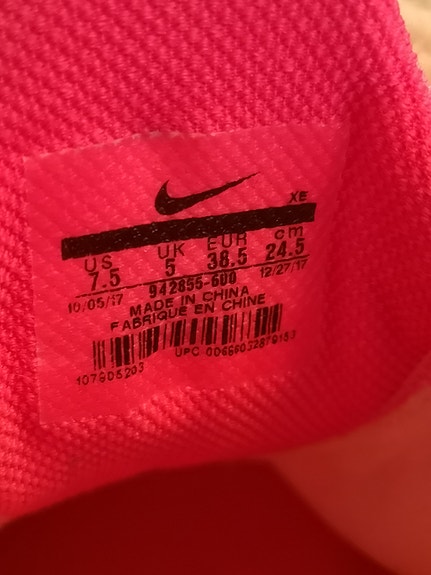 XE
US UK EUR cm
7.5 5 38.5 24.5
10/05/17 942855-600 12/27/17
MADE IN CHINA
FABRIQUE EN CHINE
107905203 UPC